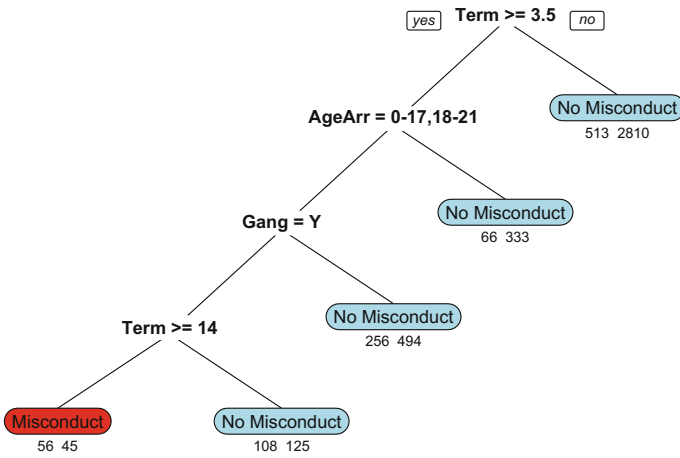 yes Term >= 3.5 no
No Misconduct
513 2810
AgeArr = 0-17,18-21
No Misconduct
66 333
Gang = Y
No Misconduct
256 494
Term >= 14
Misconduct No Misconduct
56 45 108 125